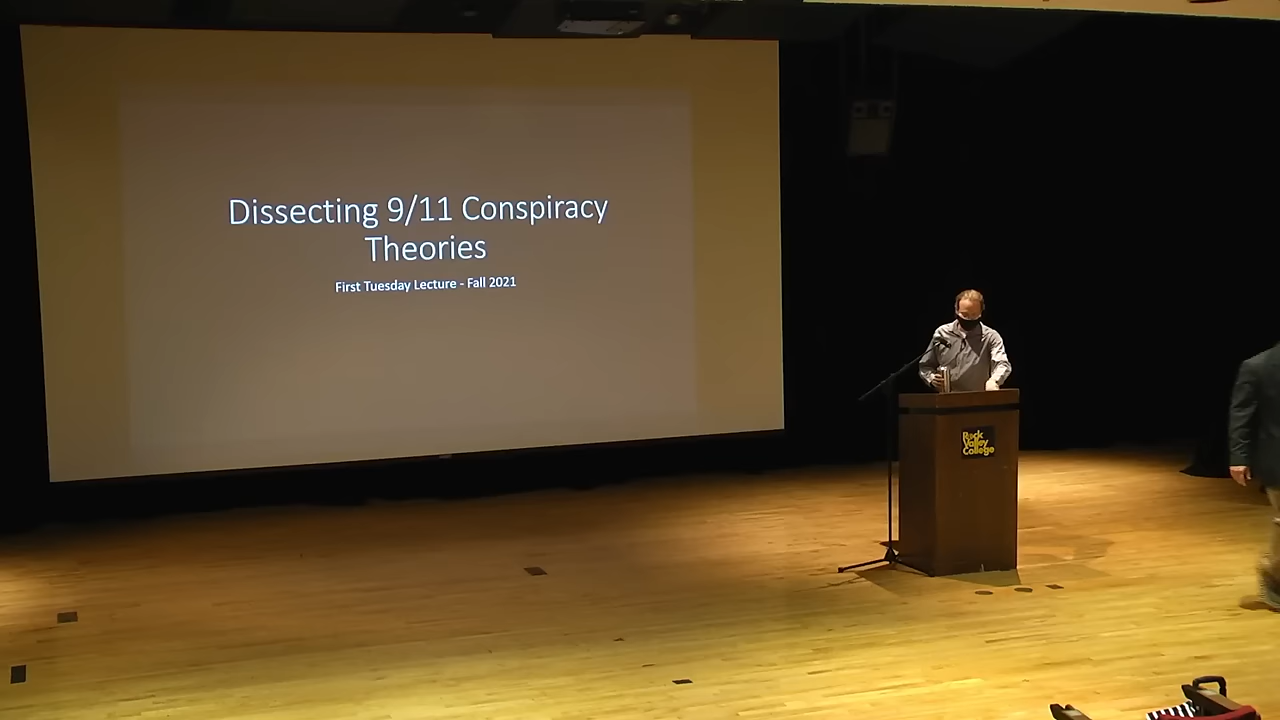 Dissecting 9/11 Conspiracy
Theories
First Tuesday Lecture - Fall 2021
Rock
Valley
College